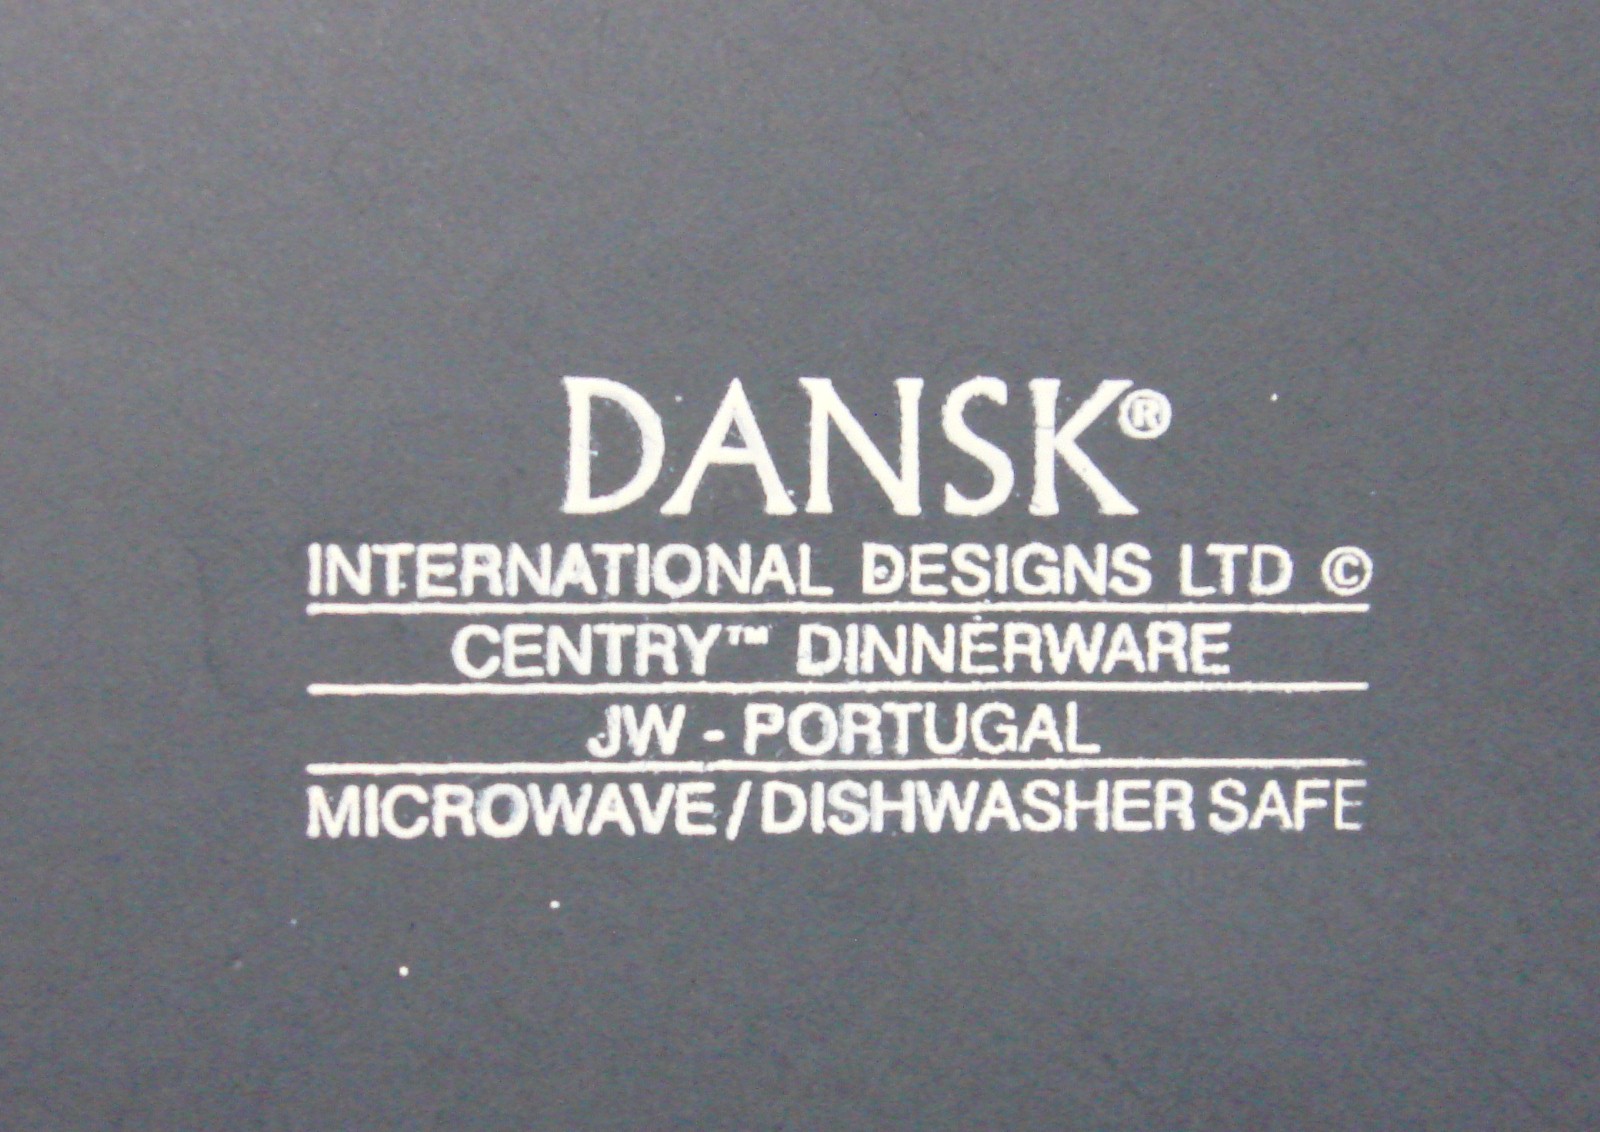 DANSK®
INTERNATIONAL DESIGNS LTD ©
CENTRY™ DINNERWARE
JW - PORTUGAL
MICROWAVE/DISHWASHER SAFE